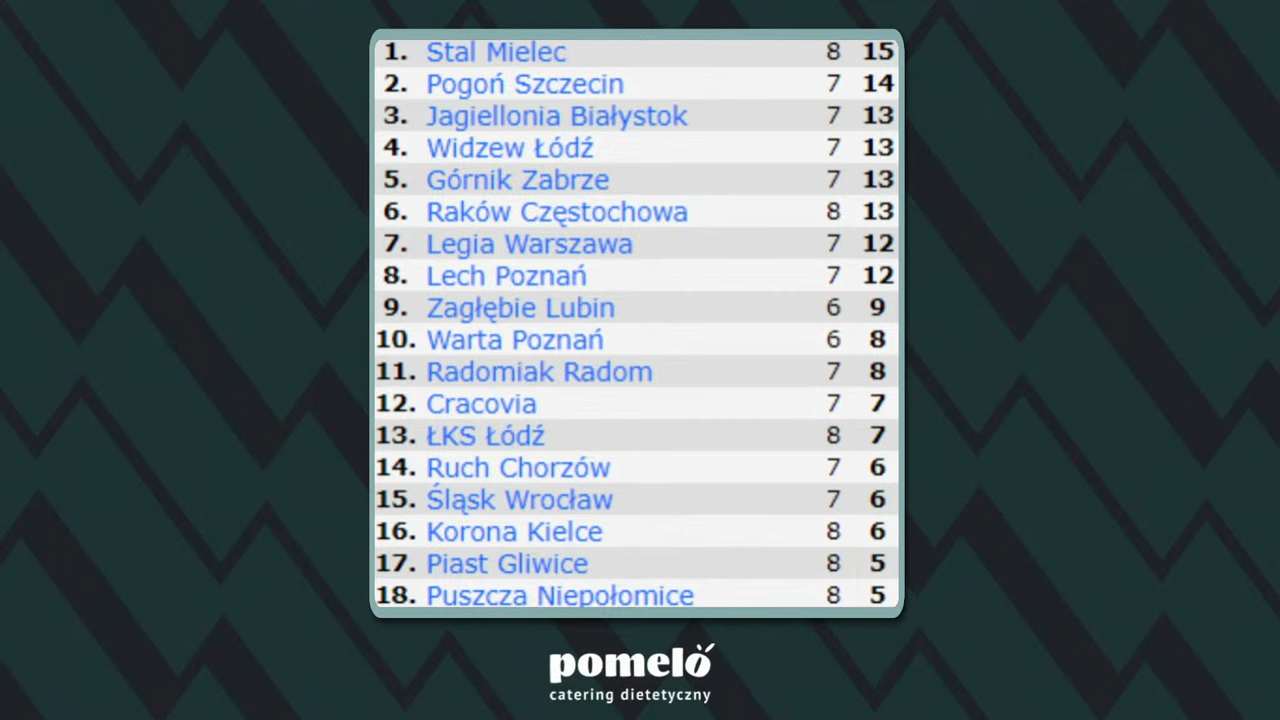 1. Stal Mielec 8 15
2. Pogoń Szczecin 7 14
3. Jagiellonia Białystok 7 13
4. Widzew Łódź 7 13
5. Górnik Zabrze 7 13
6. Raków Częstochowa 8 13
7. Legia Warszawa 7 12
8. Lech Poznań 7 12
9. Zagłębie Lubin 6 9
10. Warta Poznań 6 8
11. Radomiak Radom 7 8
12. Cracovia 7 7
13. ŁKS Łódź 8 7
14. Ruch Chorzów 7 6
15. Śląsk Wrocław 7 6
16. Korona Kielce 8 6
17. Piast Gliwice 8 5
18. Puszcza Niepołomice 8 5
pomelo
catering dietetyczny